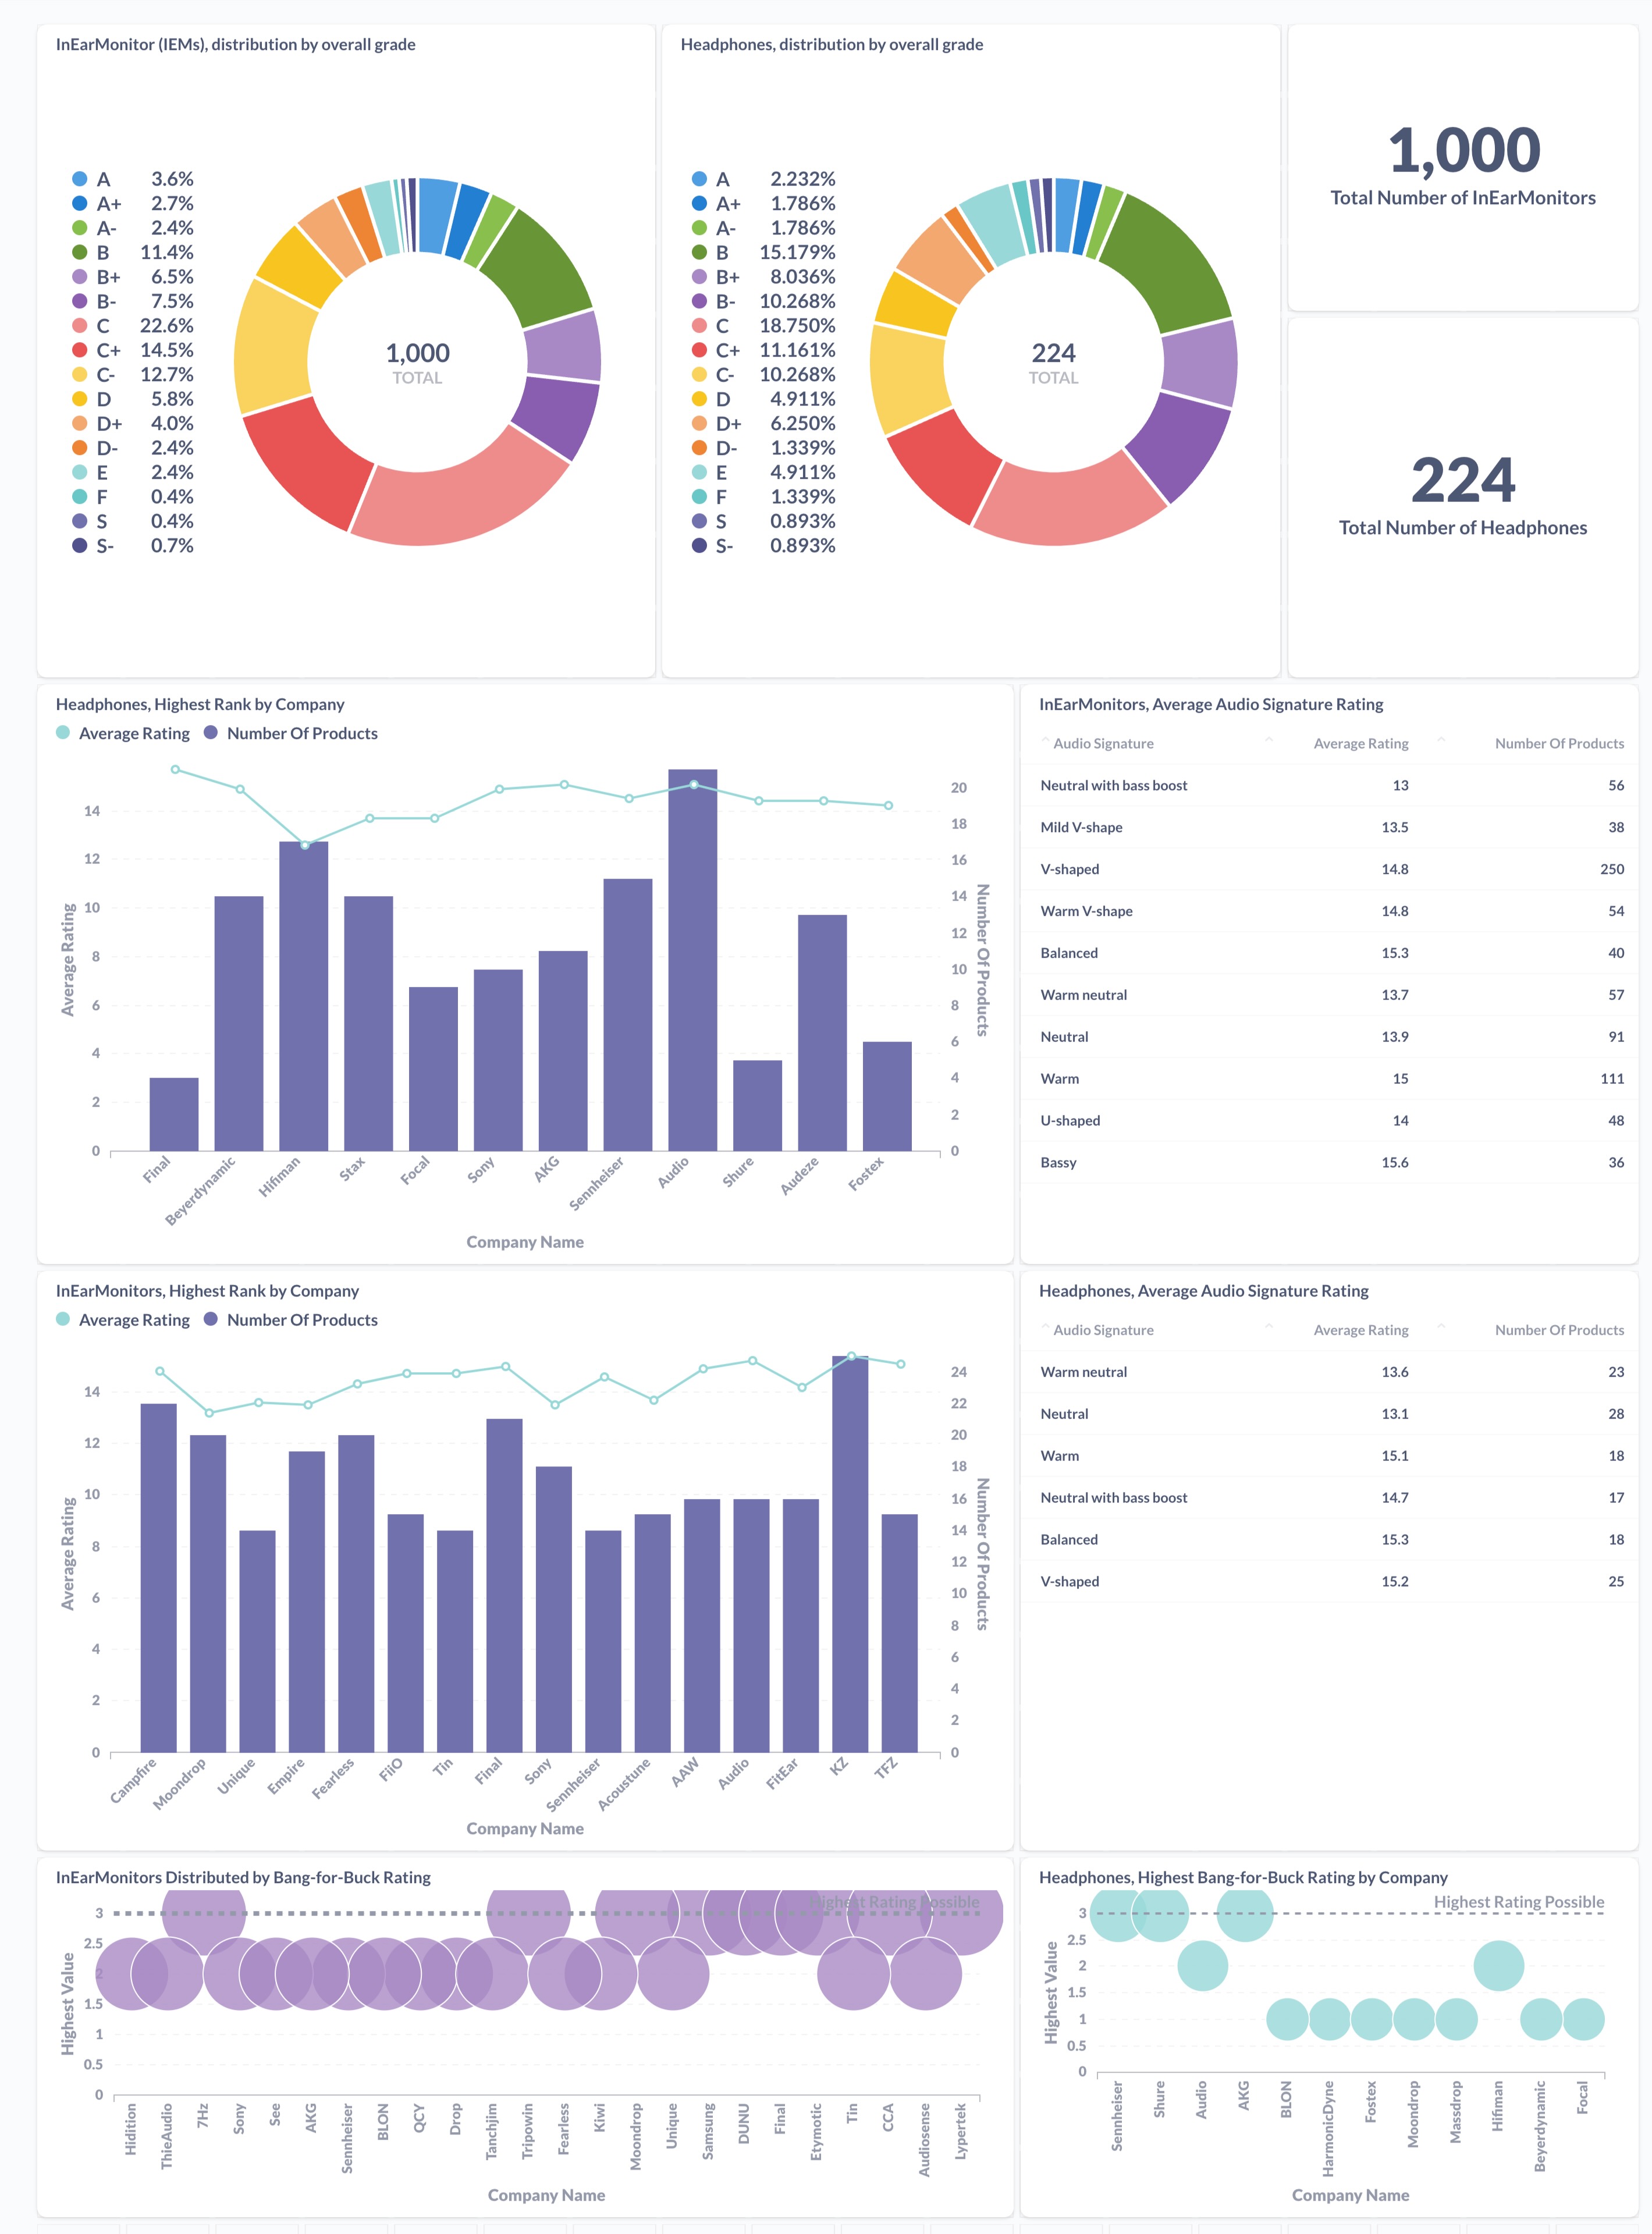 InEarMonitor (IEMs), distribution by overall grade
A 3.6%
A+ 2.7%
A- 2.4%
B 11.4%
B+ 6.5%
B- 7.5%
C 22.6%
C+ 14.5%
C- 12.7%
D 5.8%
D+ 4.0%
D- 2.4%
E 2.4%
F 0.4%
S 0.4%
S- 0.7%
1,000
TOTAL
Headphones, distribution by overall grade
A 2.232%
A+ 1.786%
A- 1.786%
B 15.179%
B+ 8.036%
B- 10.268%
C 18.750%
C+ 11.161%
C- 10.268%
D 4.911%
D+ 6.250%
D- 1.339%
E 4.911%
F 1.339%
S 0.893%
S- 0.893%
224
TOTAL
1,000
Total Number of InEarMonitors
224
Total Number of Headphones
Headphones, Highest Rank by Company
Average Rating Number Of Products
14
12
10
8
6
4
2
0
Average Rating
20
18
16
14
12
10
8
6
4
2
0
Number Of Products
Final
Beyerdynamic
Hifiman
Stax
Focal
Sony
AKG
Sennheiser
Audio
Shure
Audeze
Fostex
Company Name
InEarMonitors, Average Audio Signature Rating
Audio Signature Average Rating Number Of Products
Neutral with bass boost 13 56
Mild V-shape 13.5 38
V-shaped 14.8 250
Warm V-shape 14.8 54
Balanced 15.3 40
Warm neutral 13.7 57
Neutral 13.9 91
Warm 15 111
U-shaped 14 48
Bassy 15.6 36
InEarMonitors, Highest Rank by Company
Average Rating Number Of Products
14
12
10
8
6
4
2
0
Average Rating
24
22
20
18
16
14
12
10
8
6
4
2
0
Number Of Products
Campfire
Moondrop
Unique
Empire
Fearless
FiiO
Tin
Final
Sony
Sennheiser
Acoustune
AAW
Audio
FitEar
KZ
TFZ
Company Name
Headphones, Average Audio Signature Rating
Audio Signature Average Rating Number Of Products
Warm neutral 13.6 23
Neutral 13.1 28
Warm 15.1 18
Neutral with bass boost 14.7 17
Balanced 15.3 18
V-shaped 15.2 25
InEarMonitors Distributed by Bang-for-Buck Rating
Highest Rating Possible
3
2.5
2
1.5
1
0.5
0
Highest Value
Hidition
ThieAudio
7Hz
Sony
See
AKG
Sennheiser
BLON
QCY
Drop
Tanchjim
Tripowin
Fearless
Kiwi
Moondrop
Unique
Samsung
DUNU
Final
Etymotic
Tin
CCA
Audiosense
Lypertek
Company Name
Headphones, Highest Bang-for-Buck Rating by Company
Highest Rating Possible
3
2.5
2
1.5
1
0.5
0
Highest Value
Sennheiser
Shure
Audio
AKG
BLON
HarmonicDyne
Fostex
Moondrop
Massdrop
Hifiman
Beyerdynamic
Focal
Company Name